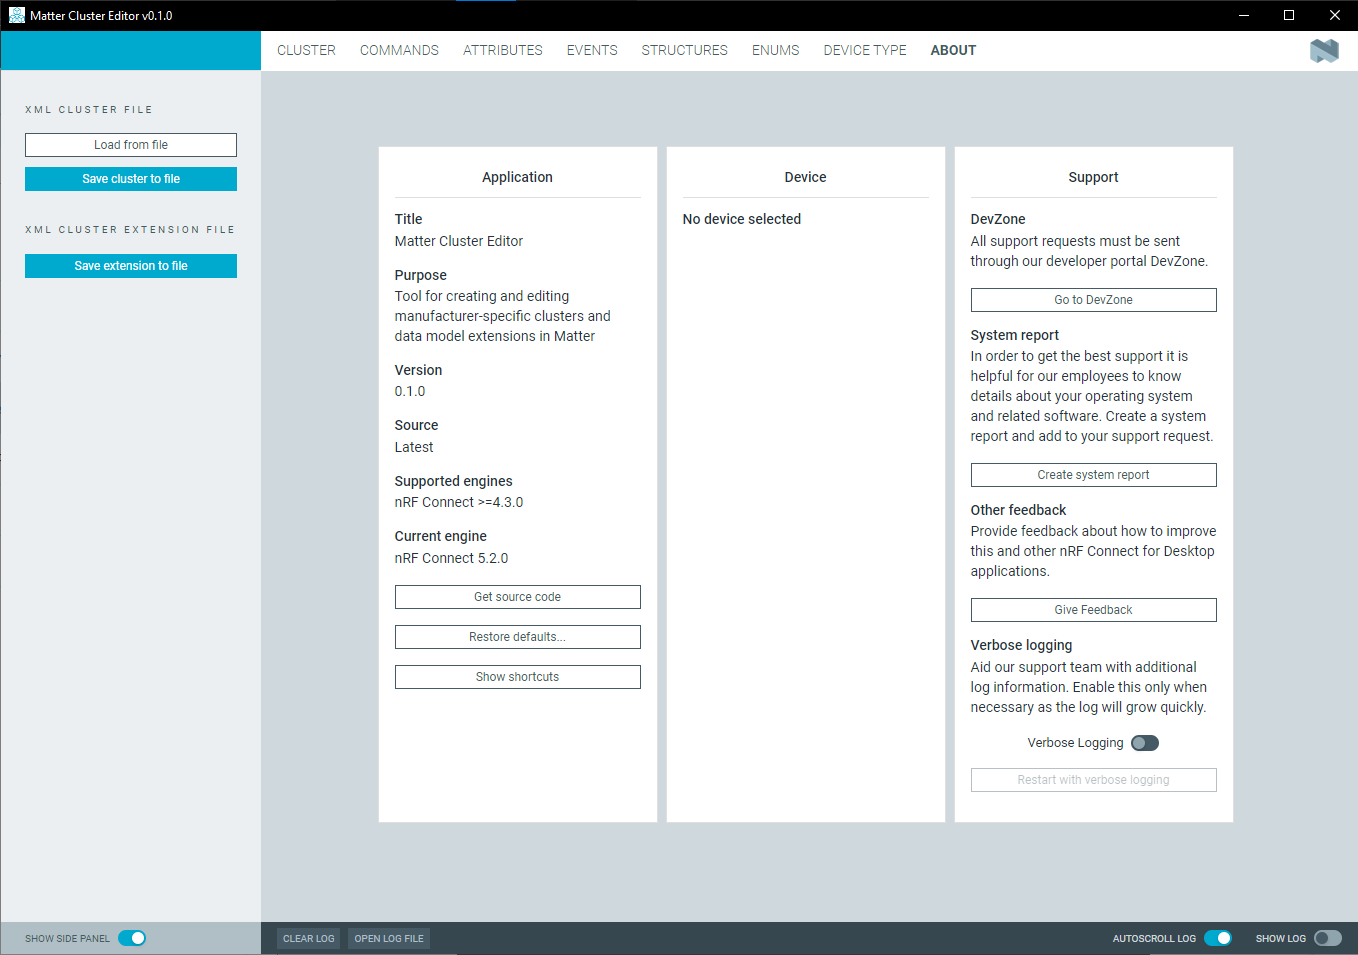 Matter Cluster Editor v0.1.0
CLUSTER COMMANDS ATTRIBUTES EVENTS STRUCTURES ENUMS DEVICE TYPE ABOUT
XML CLUSTER FILE
Load from file
Save cluster to file
XML CLUSTER EXTENSION FILE
Save extension to file
Application
Title
Matter Cluster Editor
Purpose
Tool for creating and editing
manufacturer-specific clusters and
data model extensions in Matter
Version
0.1.0
Source
Latest
Supported engines
nRF Connect >=4.3.0
Current engine
nRF Connect 5.2.0
Get source code
Restore defaults...
Show shortcuts
Device
No device selected
Support
DevZone
All support requests must be sent
through our developer portal DevZone.
Go to DevZone
System report
In order to get the best support it is
helpful for our employees to know
details about your operating system
and related software. Create a system
report and add to your support request.
Create system report
Other feedback
Provide feedback about how to improve
this and other nRF Connect for Desktop
applications.
Give Feedback
Verbose logging
Aid our support team with additional
log information. Enable this only when
necessary as the log will grow quickly.
Verbose Logging
Restart with verbose logging
SHOW SIDE PANEL
CLEAR LOG OPEN LOG FILE AUTOSCROLL LOG SHOW LOG